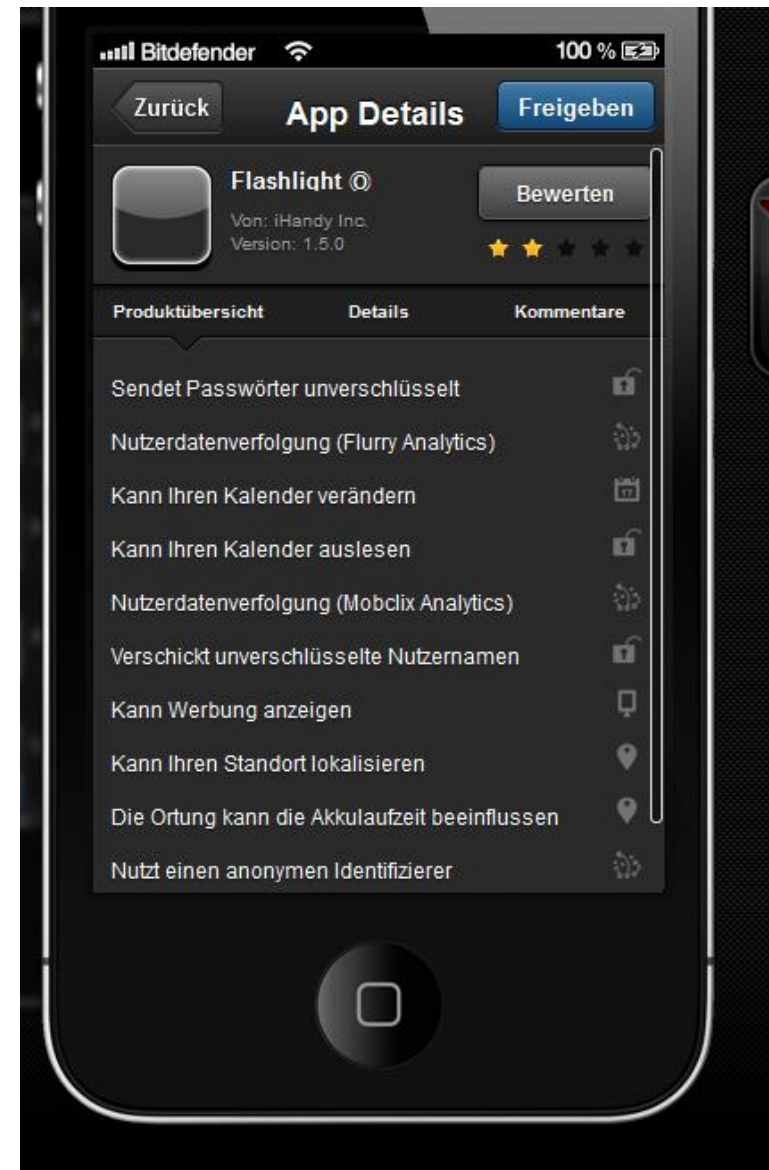 Bitdefender 100 %
Zurück App Details Freigeben
Flashlight ◎
Bewerten
Von: iHandy Inc.
Version: 1.5.0
Produktübersicht Details Kommentare
Sendet Passwörter unverschlüsselt
Nutzerdatenverfolgung (Flurry Analytics)
Kann Ihren Kalender verändern
17
Kann Ihren Kalender auslesen
Nutzerdatenverfolgung (Mobclix Analytics)
Verschickt unverschlüsselte Nutzernamen
Kann Werbung anzeigen
Kann Ihren Standort lokalisieren
Die Ortung kann die Akkulaufzeit beeinflussen
Nutzt einen anonymen Identifizierer